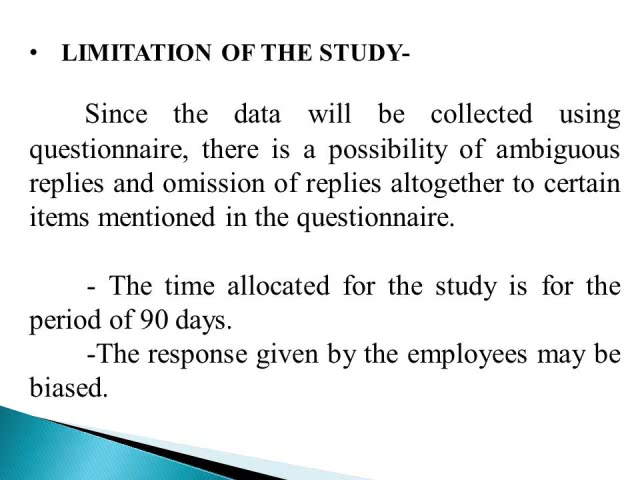 • LIMITATION OF THE STUDY-
Since the data will be collected using
questionnaire, there is a possibility of ambiguous
replies and omission of replies altogether to certain
items mentioned in the questionnaire.
- The time allocated for the study is for the
period of 90 days.
-The response given by the employees may be
biased.